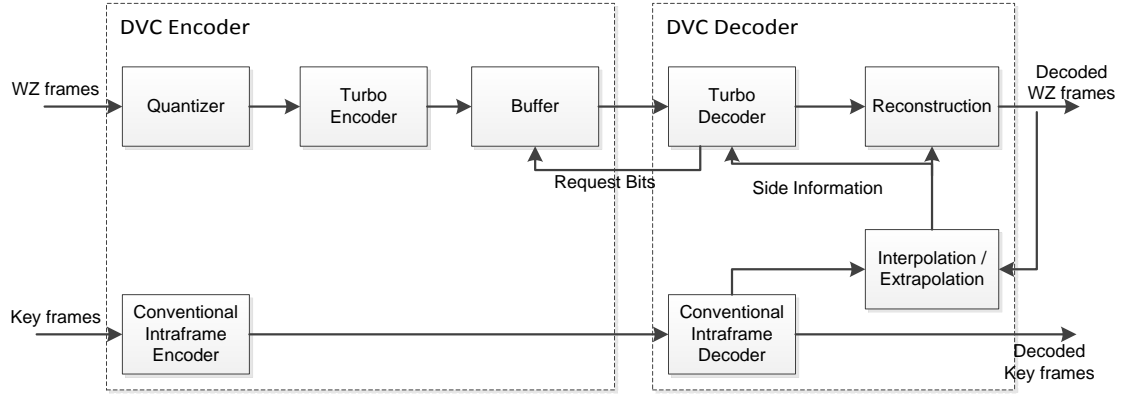 DVC Encoder
DVC Decoder
WZ frames
Quantizer
Turbo
Encoder
Buffer
Turbo
Decoder
Reconstruction
Decoded
WZ frames
Request Bits
Side Information
Interpolation /
Extrapolation
Key frames
Conventional
Intraframe
Encoder
Conventional
Intraframe
Decoder
Decoded
Key frames